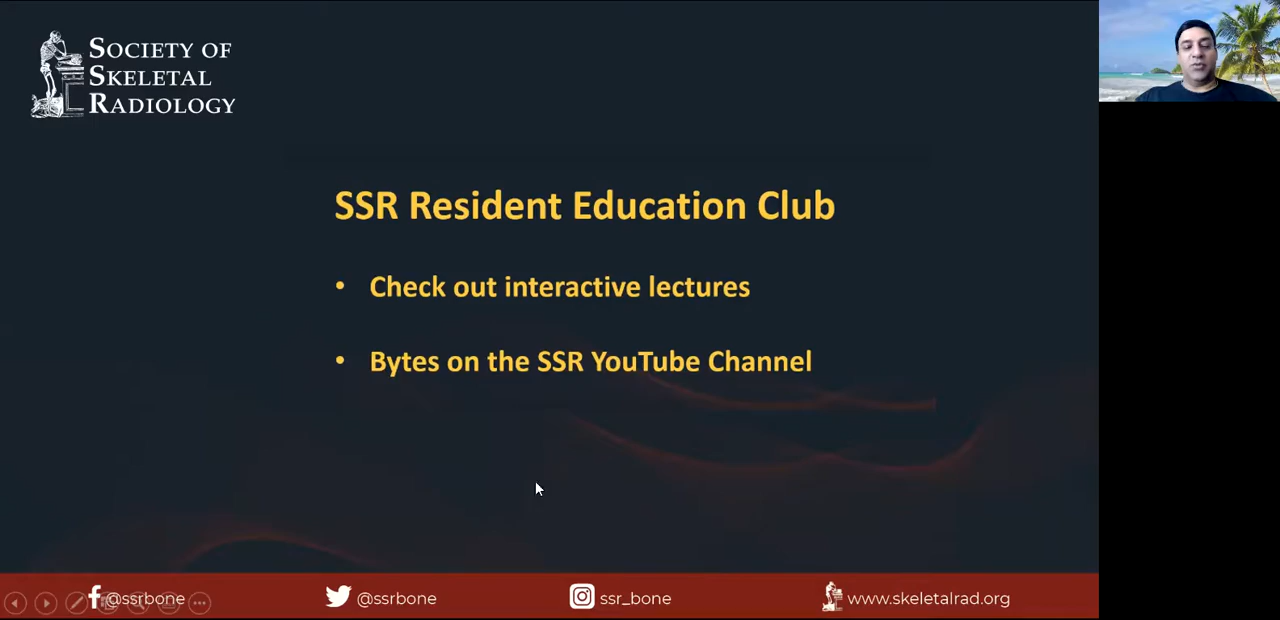 SOCIETY OF
SKELETAL
RADIOLOGY
SSR Resident Education Club
• Check out interactive lectures
• Bytes on the SSR YouTube Channel
@ssrbone
@ssrbone
ssr_bone
www.skeletalrad.org